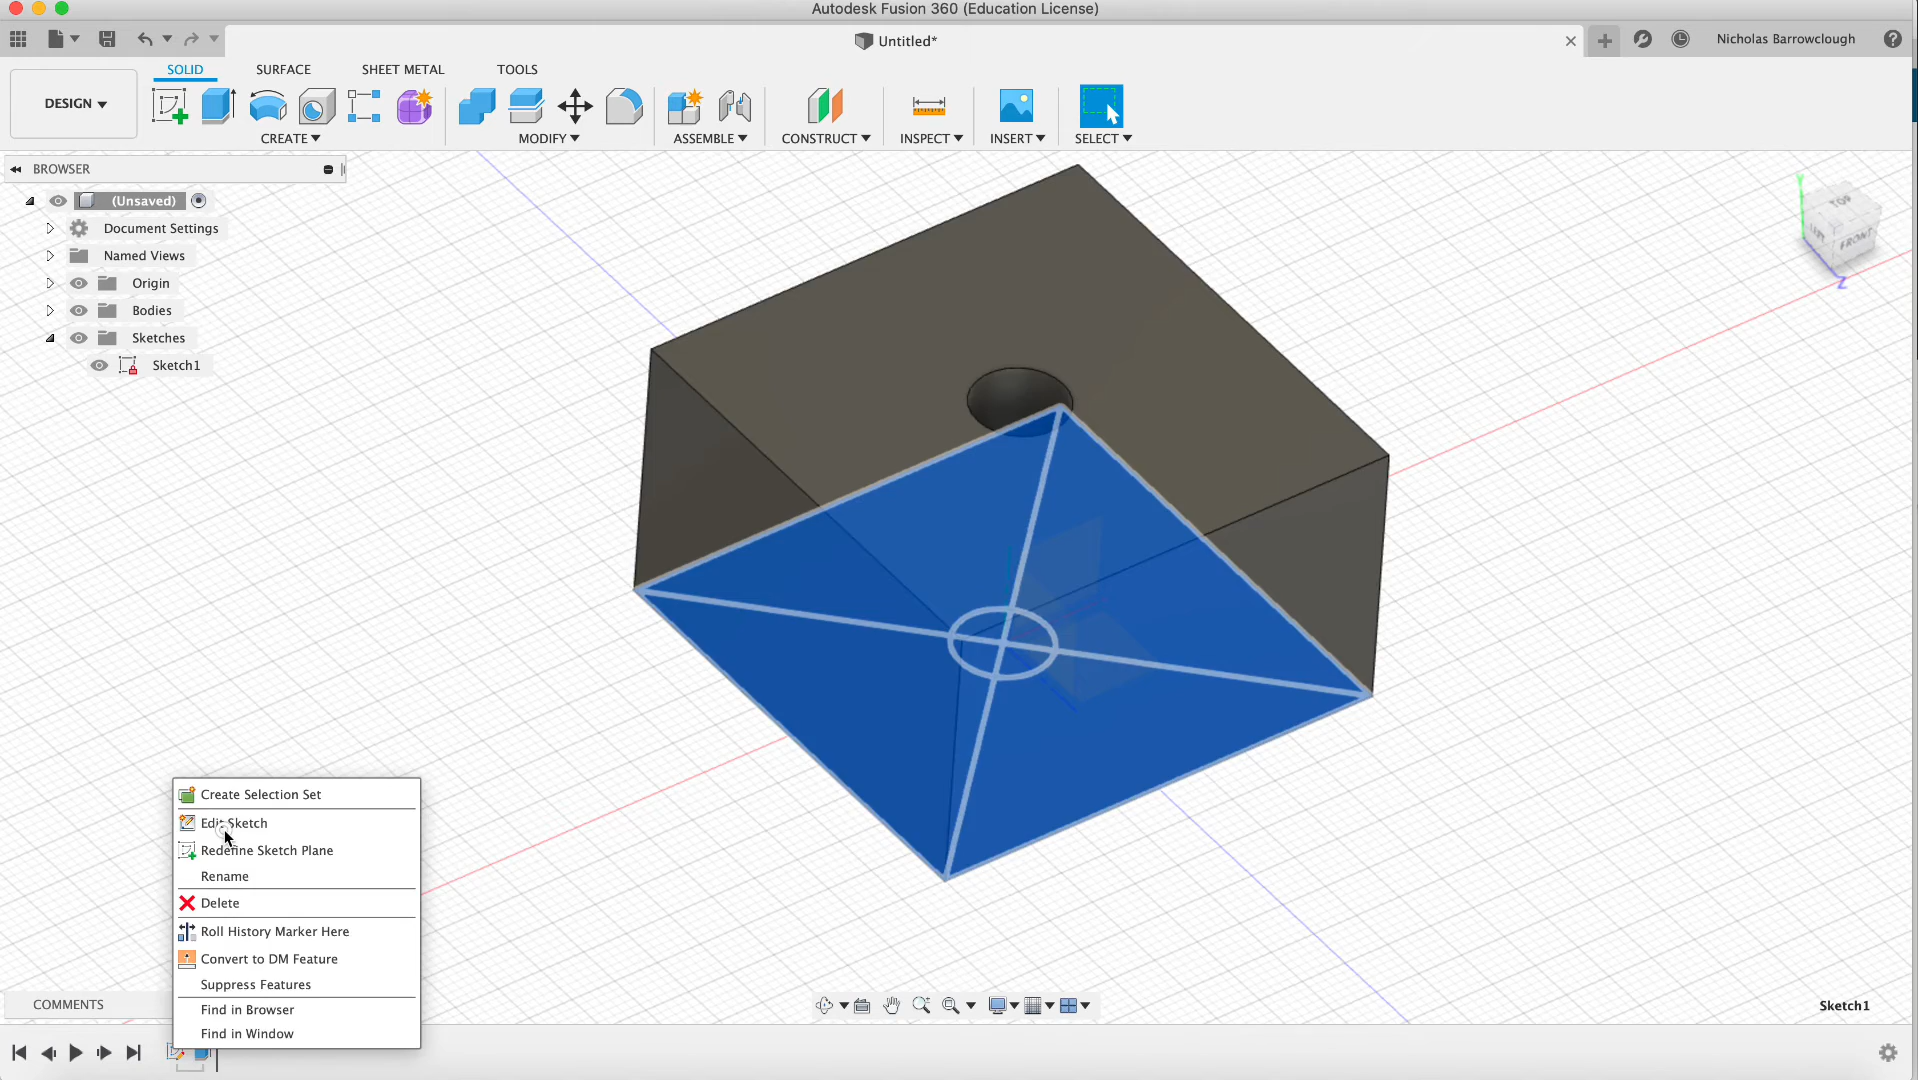 Autodesk Fusion 360 (Education License)
Untitled*
Nicholas Barrowclough
DESIGN
SOLID
SURFACE
SHEET METAL
TOOLS
CREATE
MODIFY
ASSEMBLE
CONSTRUCT
INSPECT
INSERT
SELECT
BROWSER
(Unsaved)
Document Settings
Named Views
Origin
Bodies
Sketches
Sketch1
Y
TOP
LEFT
FRONT
Z
Create Selection Set
Edit Sketch
Redefine Sketch Plane
Rename
Delete
Roll History Marker Here
Convert to DM Feature
Suppress Features
Find in Browser
Find in Window
COMMENTS
Sketch1